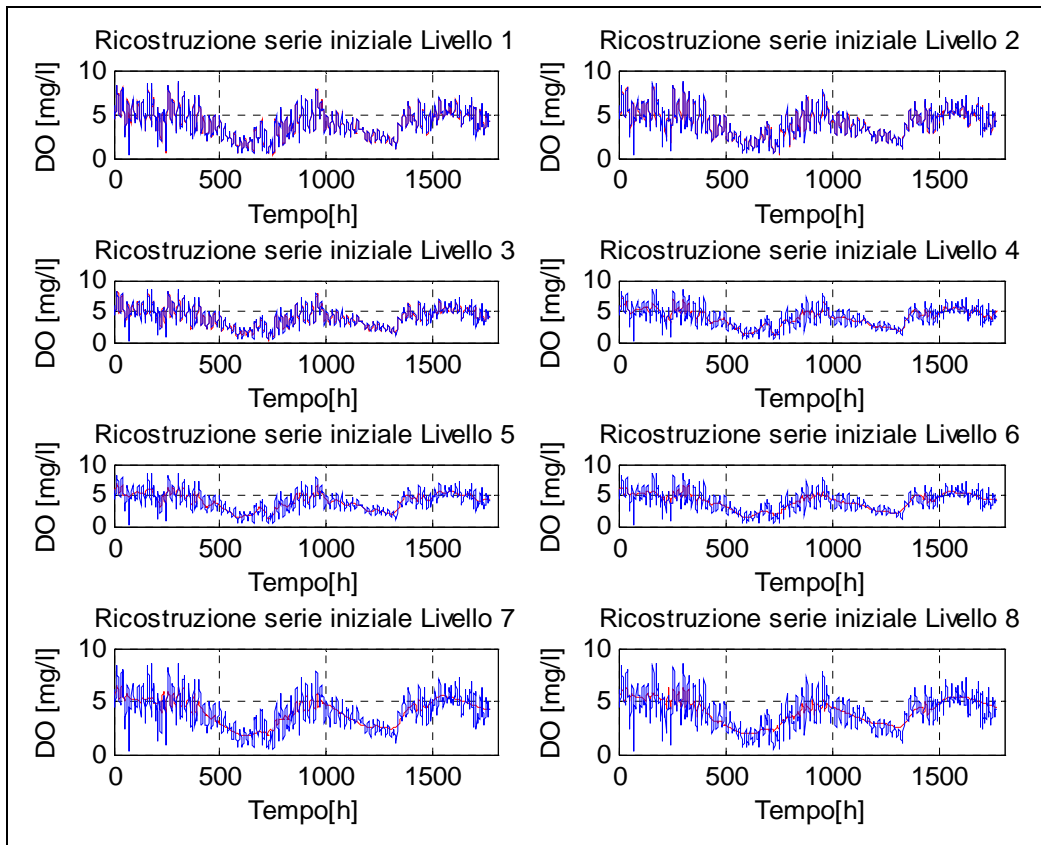 Ricostruzione serie iniziale Livello 1
DO [mg/l]
10
5
0
0 500 1000 1500
Tempo[h]
Ricostruzione serie iniziale Livello 2
DO [mg/l]
10
5
0
0 500 1000 1500
Tempo[h]
Ricostruzione serie iniziale Livello 3
DO [mg/l]
10
5
0
0 500 1000 1500
Tempo[h]
Ricostruzione serie iniziale Livello 4
DO [mg/l]
10
5
0
0 500 1000 1500
Tempo[h]
Ricostruzione serie iniziale Livello 5
DO [mg/l]
10
5
0
0 500 1000 1500
Tempo[h]
Ricostruzione serie iniziale Livello 6
DO [mg/l]
10
5
0
0 500 1000 1500
Tempo[h]
Ricostruzione serie iniziale Livello 7
DO [mg/l]
10
5
0
0 500 1000 1500
Tempo[h]
Ricostruzione serie iniziale Livello 8
DO [mg/l]
10
5
0
0 500 1000 1500
Tempo[h]